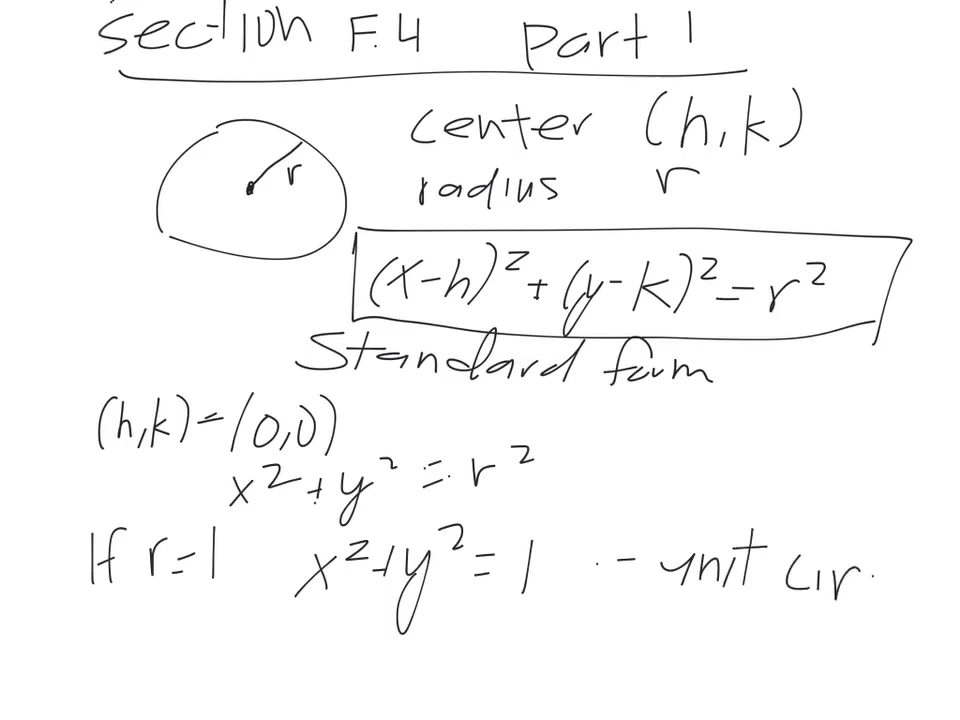 Section F.4 Part 1
center (h,k)
r
radius r
(x-h)² + (y-k)² = r²
Standard form
(h,k) = (0,0)
x² + y² = r²
If r=1 x² + y² = 1 - unit cir.